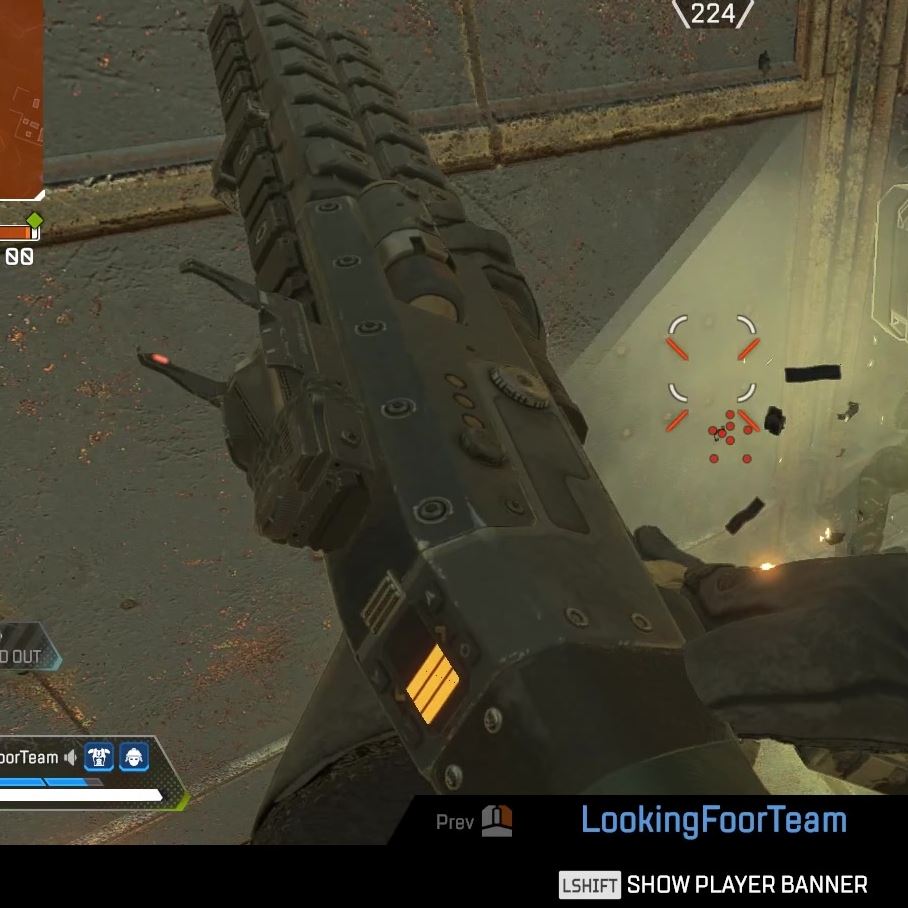 224
00
D OUT
oorTeam
Prev
LookingFoorTeam
LSHIFT SHOW PLAYER BANNER